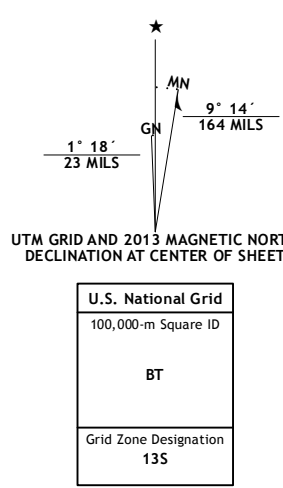 ★
MN
GN
9° 14´
164 MILS
1° 18´
23 MILS
UTM GRID AND 2013 MAGNETIC NORT
DECLINATION AT CENTER OF SHEET
U.S. National Grid
100,000-m Square ID
BT
Grid Zone Designation
13S